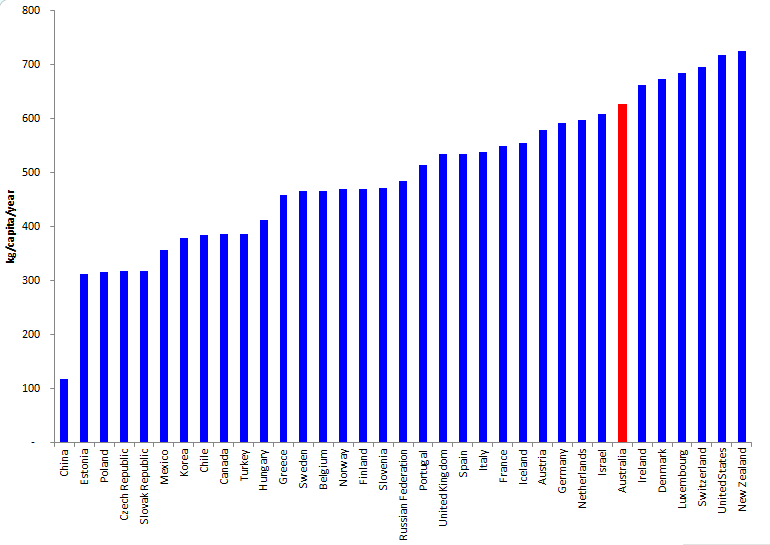 800
700
600
500
400
300
200
100
-
kg/capita/year
China
Estonia
Poland
Czech Republic
Slovak Republic
Mexico
Korea
Chile
Canada
Turkey
Hungary
Greece
Sweden
Belgium
Norway
Finland
Slovenia
Russian Federation
Portugal
United Kingdom
Spain
Italy
France
Iceland
Austria
Germany
Netherlands
Israel
Australia
Ireland
Denmark
Luxembourg
Switzerland
United States
New Zealand